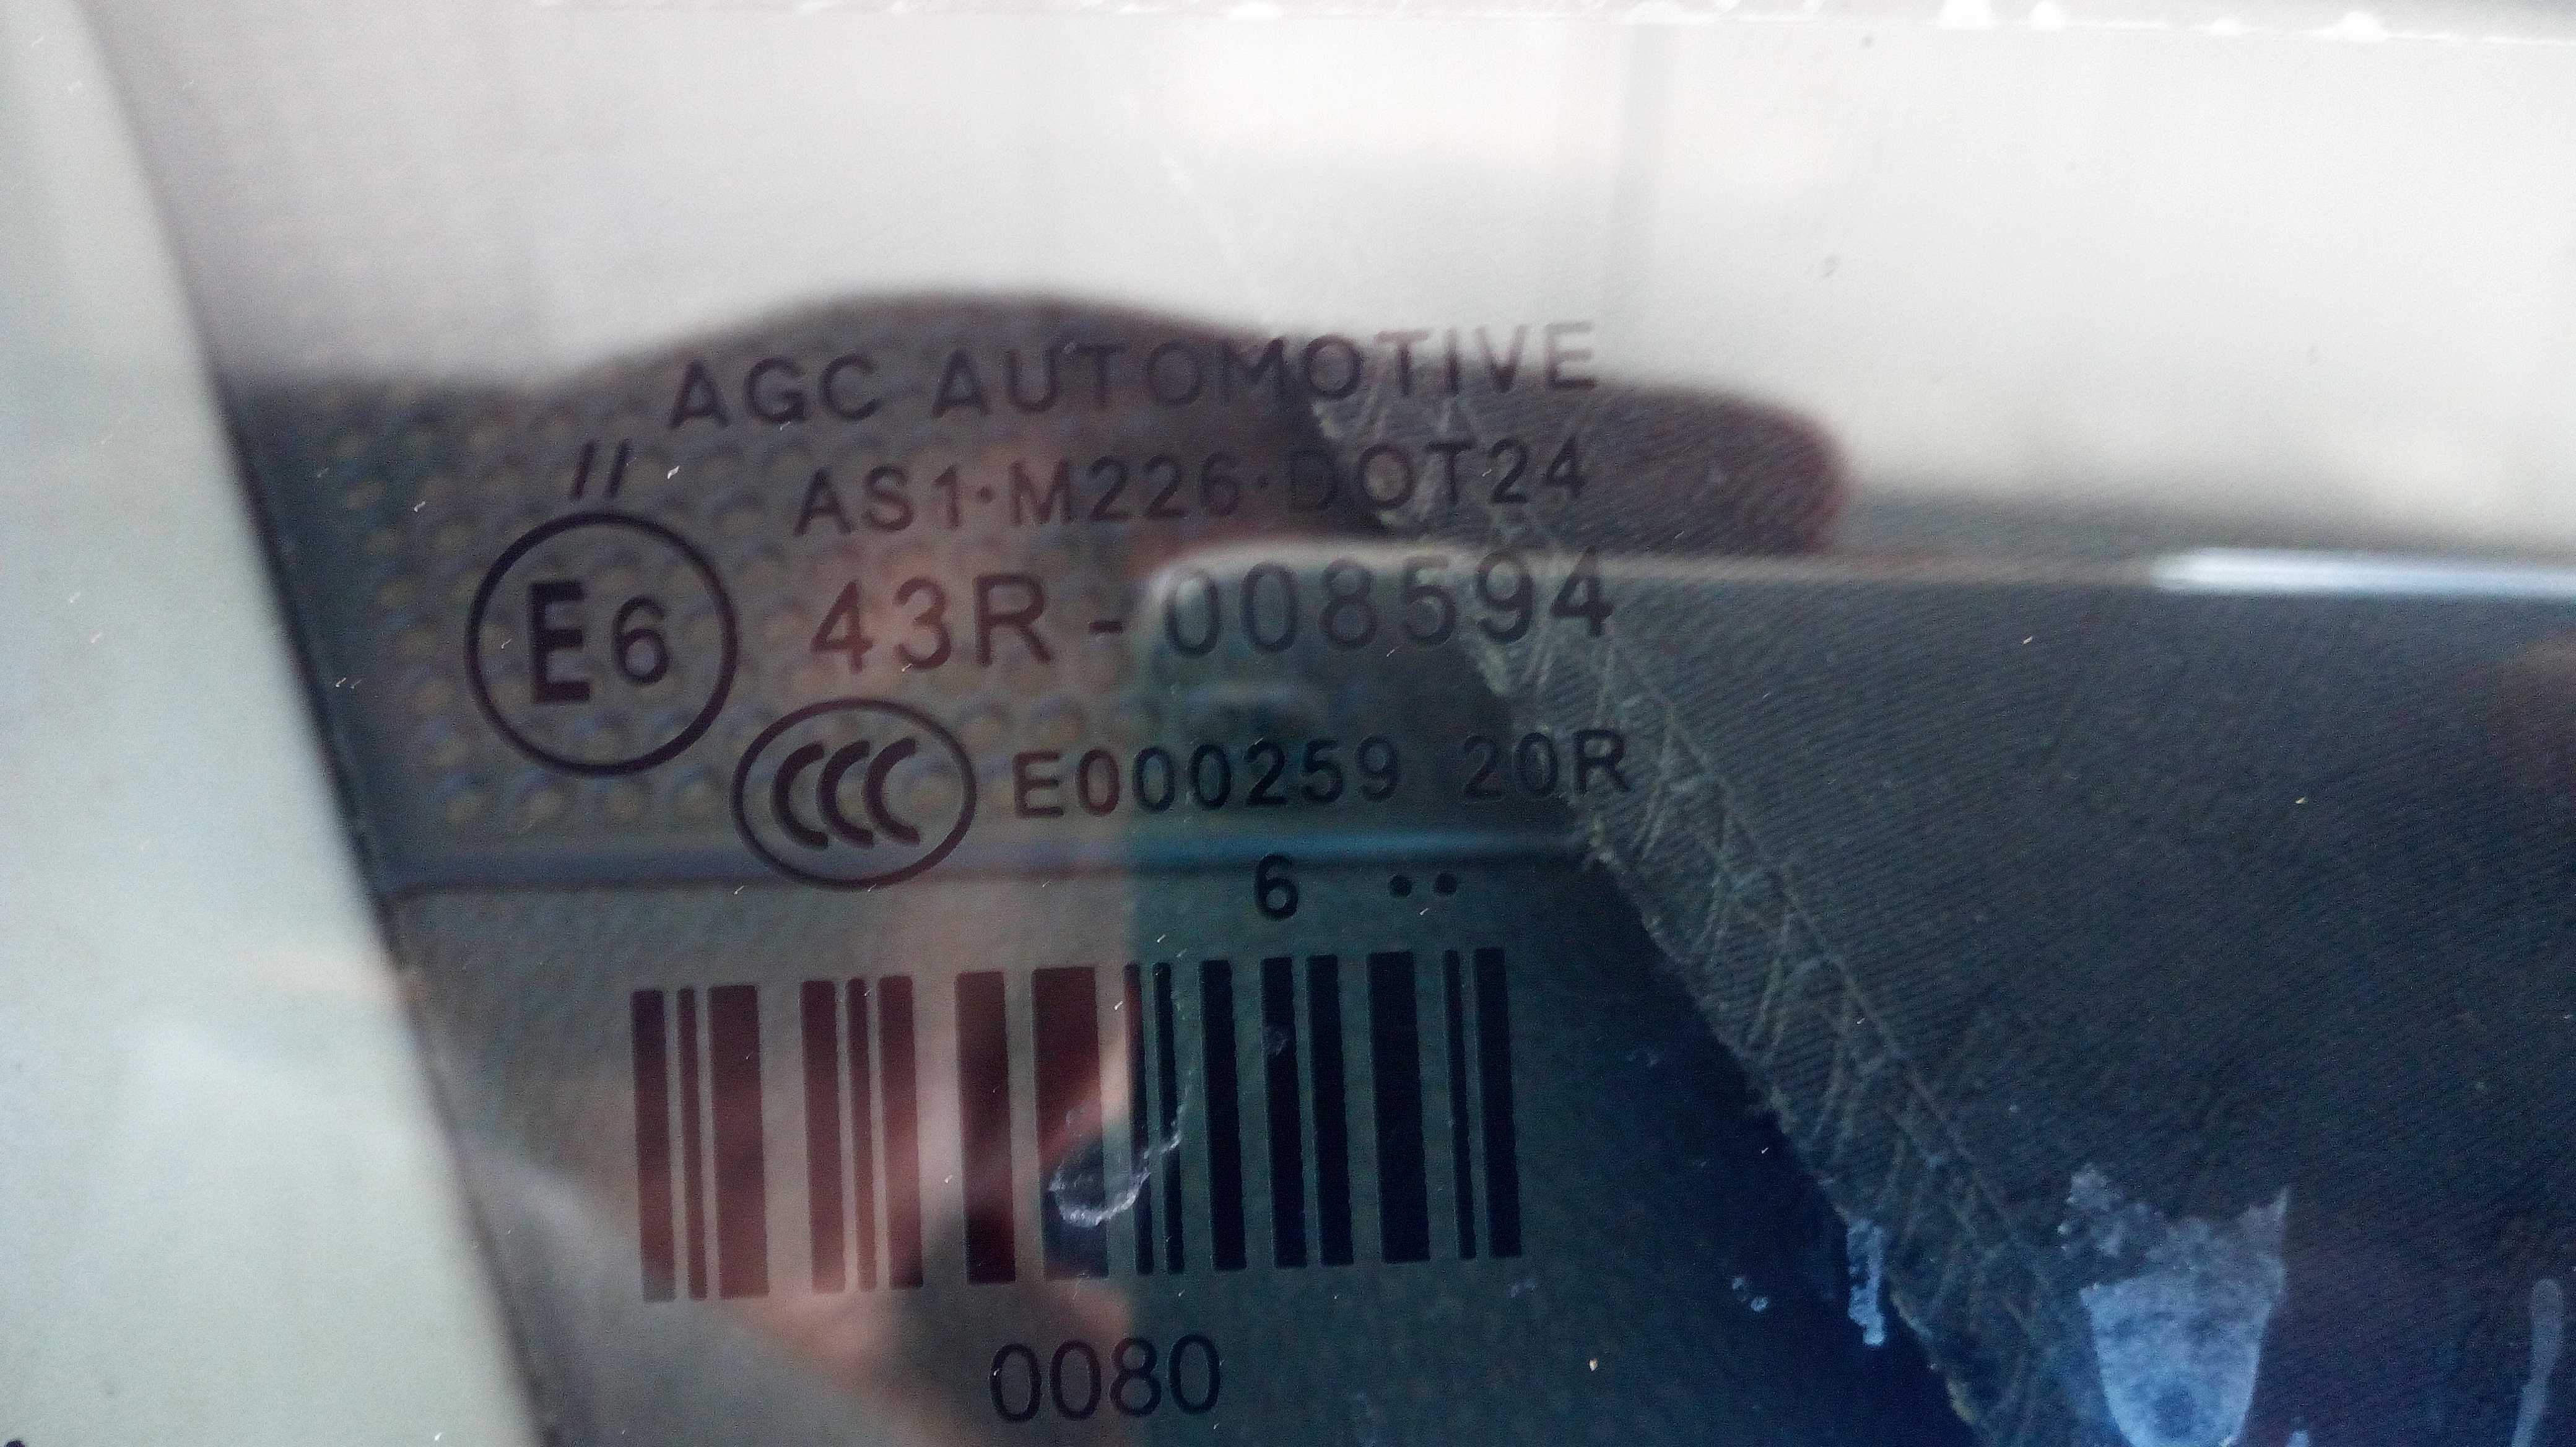 AGC AUTOMOTIVE
//
AS1·M226·DOT24
E6 43R-008594
CCC E000259 20R
6 ··
0080